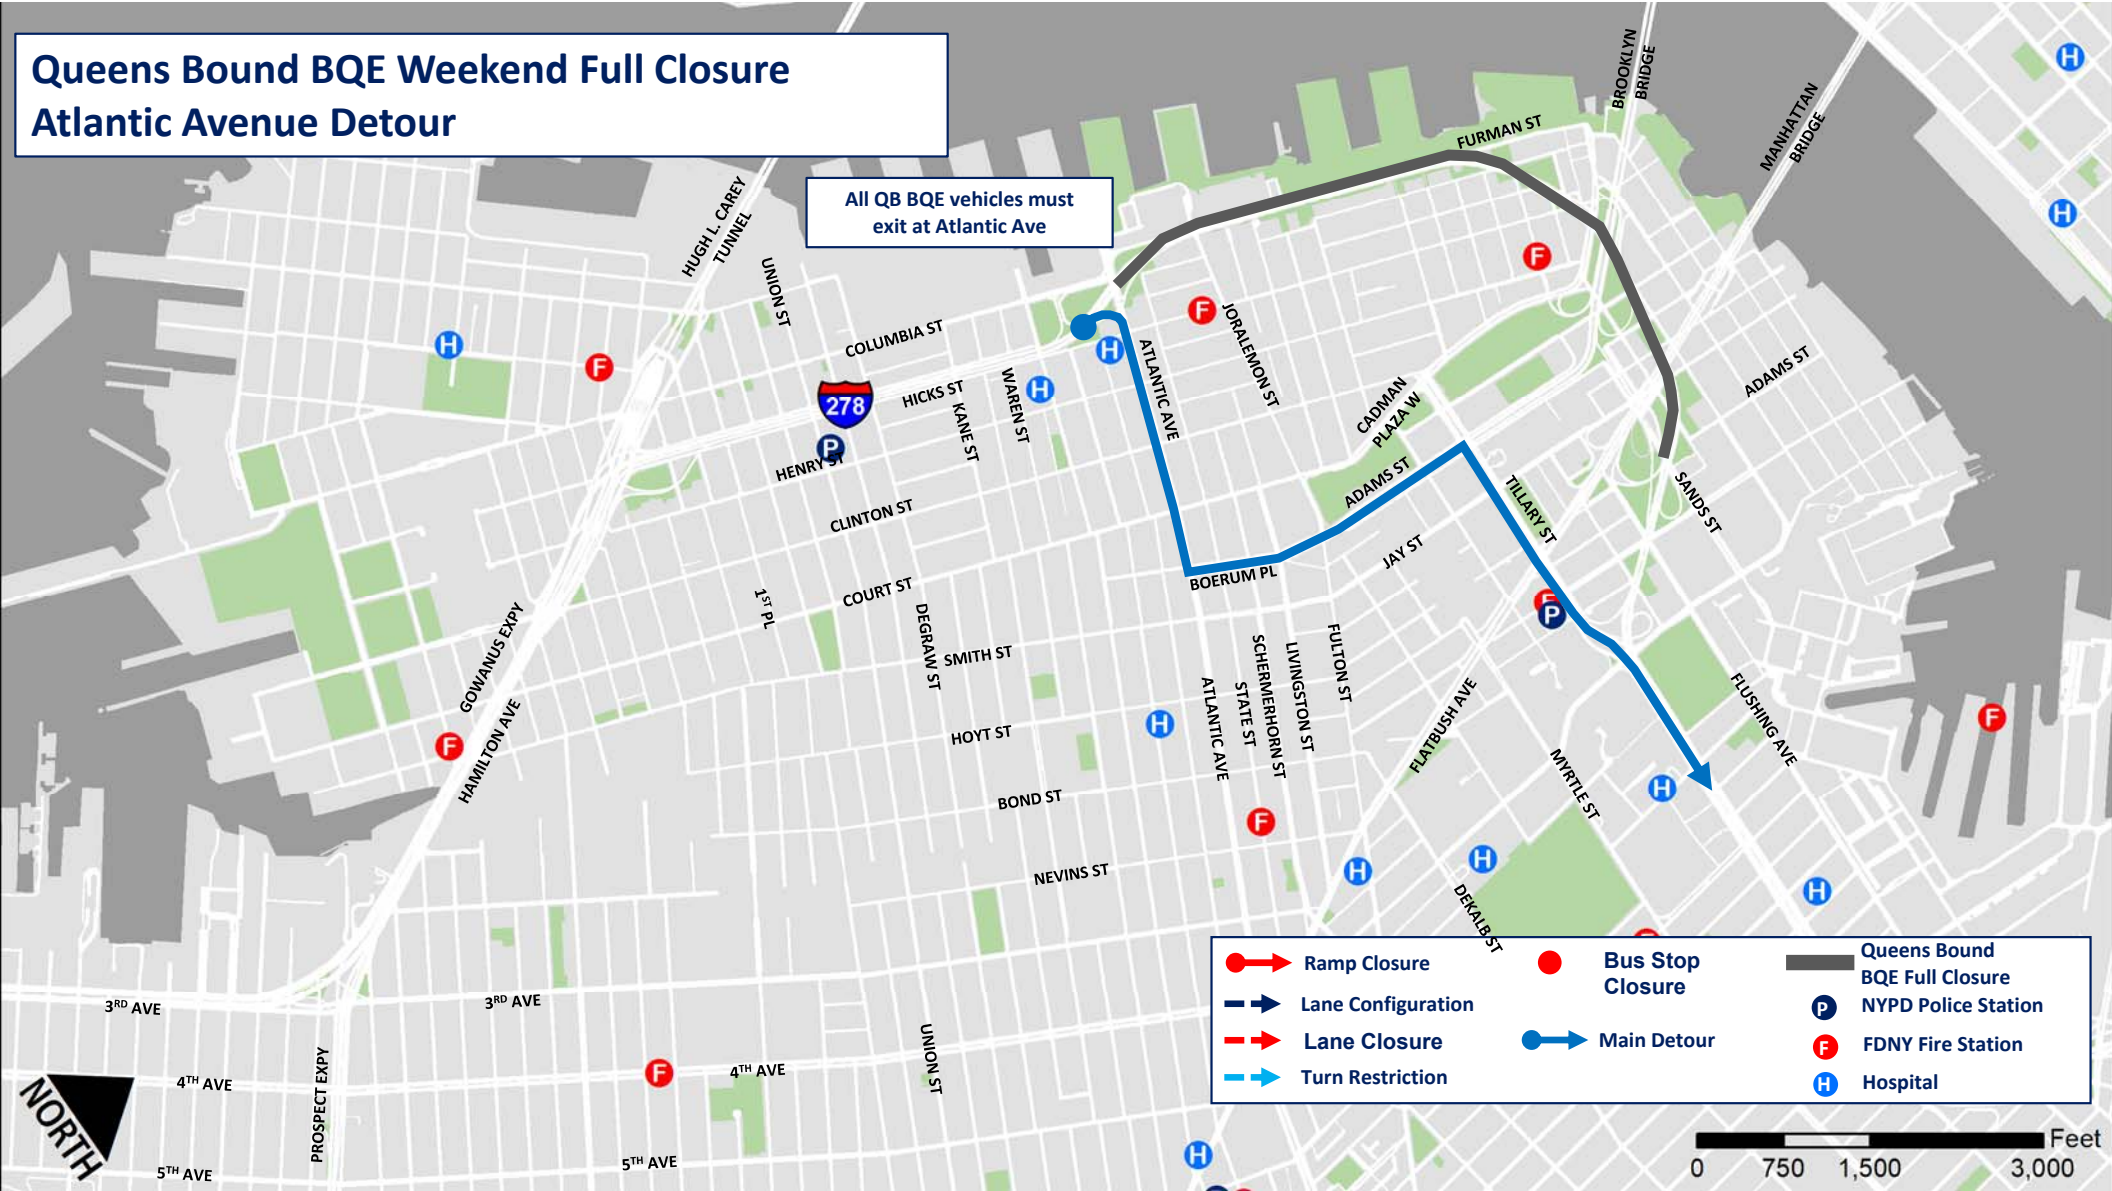 Queens Bound BQE Weekend Full Closure
Atlantic Avenue Detour
All QB BQE vehicles must
exit at Atlantic Ave
BROOKLYN
BRIDGE
MANHATTAN
BRIDGE
FURMAN ST
HUGH L. CAREY
TUNNEL
UNION ST
COLUMBIA ST
HICKS ST
278
KANE ST
WAREN ST
ATLANTIC AVE
JORALEMON ST
CADMAN
PLAZA W
ADAMS ST
ADAMS ST
HENRY ST
CLINTON ST
COURT ST
1ST PL
DEGRAW ST
SMITH ST
HOYT ST
BOND ST
NEVINS ST
BOERUM PL
JAY ST
TILLARY ST
SANDS ST
GOWANUS EXPY
HAMILTON AVE
ATLANTIC AVE
STATE ST
SCHERMERHORN ST
LIVINGSTON ST
FULTON ST
FLATBUSH AVE
MYRTLE ST
FLUSHING AVE
DEKALB ST
3RD AVE
3RD AVE
4TH AVE
4TH AVE
5TH AVE
5TH AVE
UNION ST
PROSPECT EXPY
NORTH
H
H
H
H
H
H
H
H
H
H
H
F
F
F
F
F
F
F
F
P
P
Ramp Closure
Lane Configuration
Lane Closure
Turn Restriction
Bus Stop
Closure
Main Detour
Queens Bound
BQE Full Closure
P NYPD Police Station
F FDNY Fire Station
H Hospital
Feet
0 750 1,500 3,000